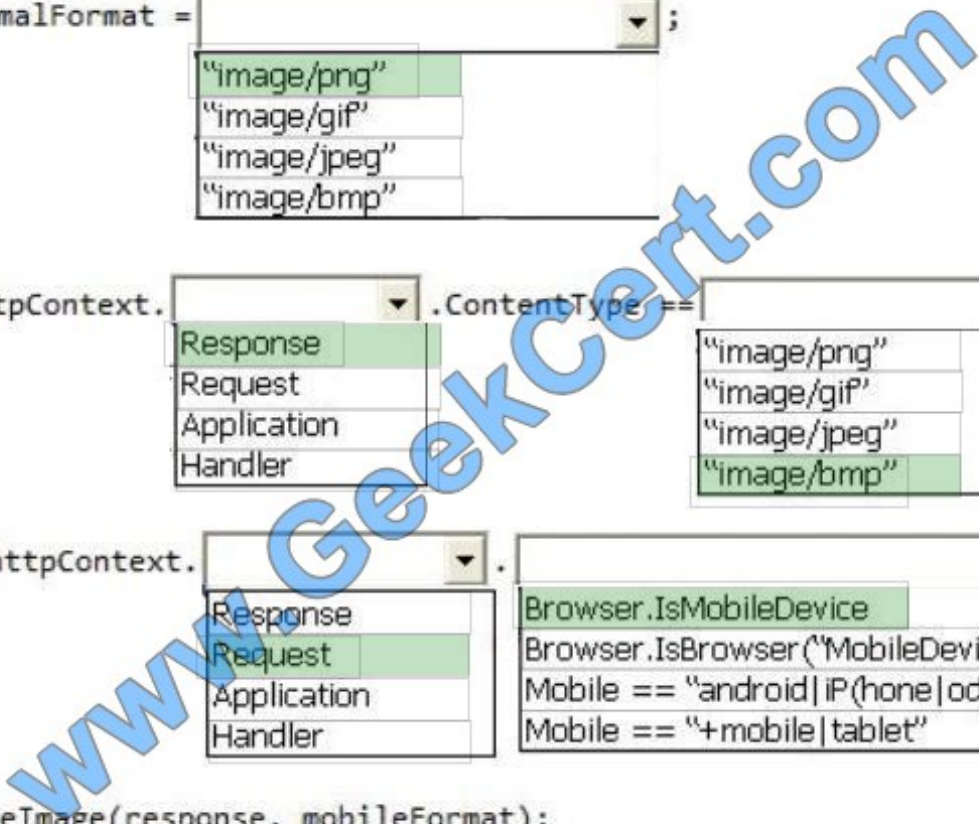 malFormat = ;
"image/png"
"image/gif"
"image/jpeg"
"image/bmp"
tpContext. .ContentType ==
Response
Request
Application
Handler
"image/png"
"image/gif"
"image/jpeg"
"image/bmp"
ttpContext. .
Response
Request
Application
Handler
Browser.IsMobileDevice
Browser.IsBrowser("MobileDevi
Mobile == "android|iP(hone|od
Mobile == "+mobile|tablet"
eImage(response, mobileFormat);
www.GeekCert.com